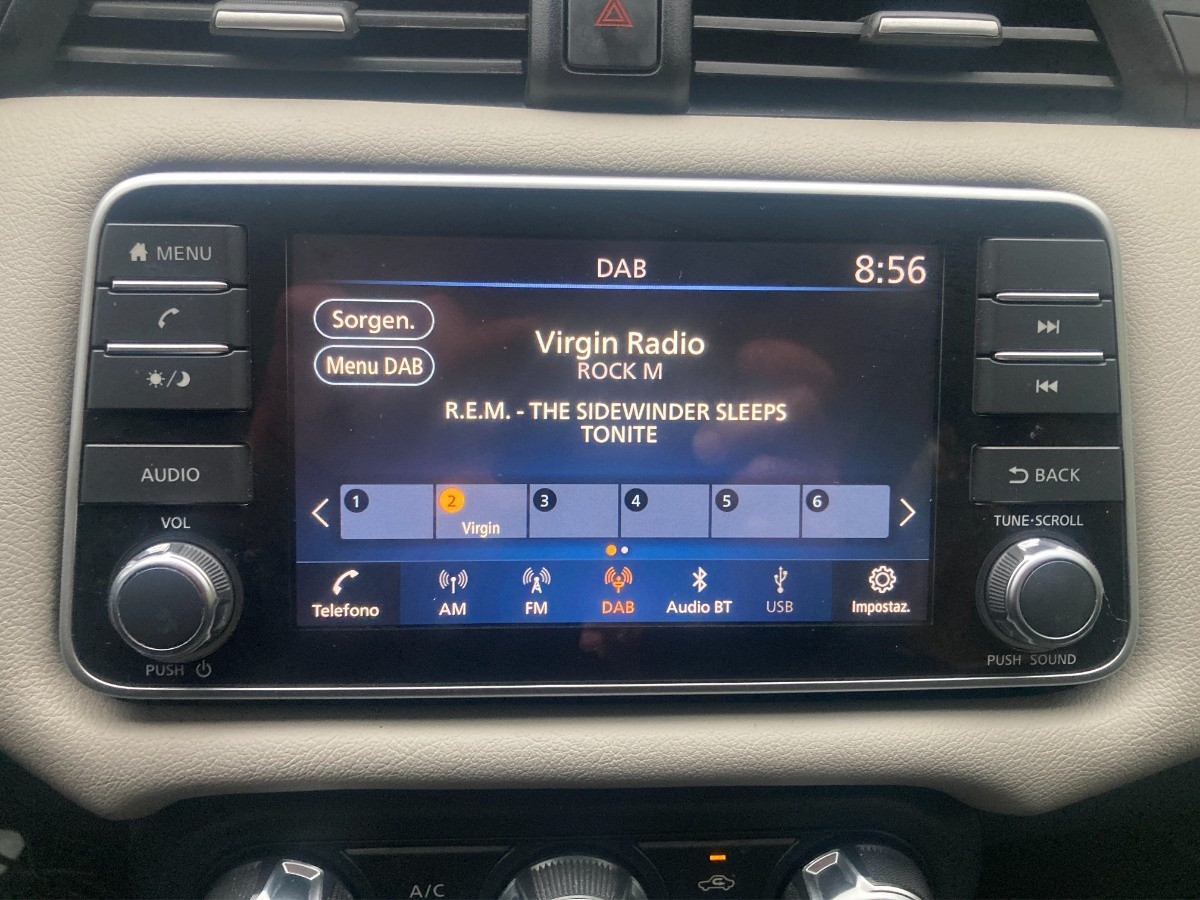 MENU
DAB
8:56
Sorgen.
Menu DAB
Virgin Radio
ROCK M
R.E.M. - THE SIDEWINDER SLEEPS
TONITE
AUDIO
BACK
VOL
TUNE·SCROLL
1 2 3 4 5 6
Virgin
Telefono AM FM DAB Audio BT USB Impostaz.
PUSH
PUSH SOUND
A/C